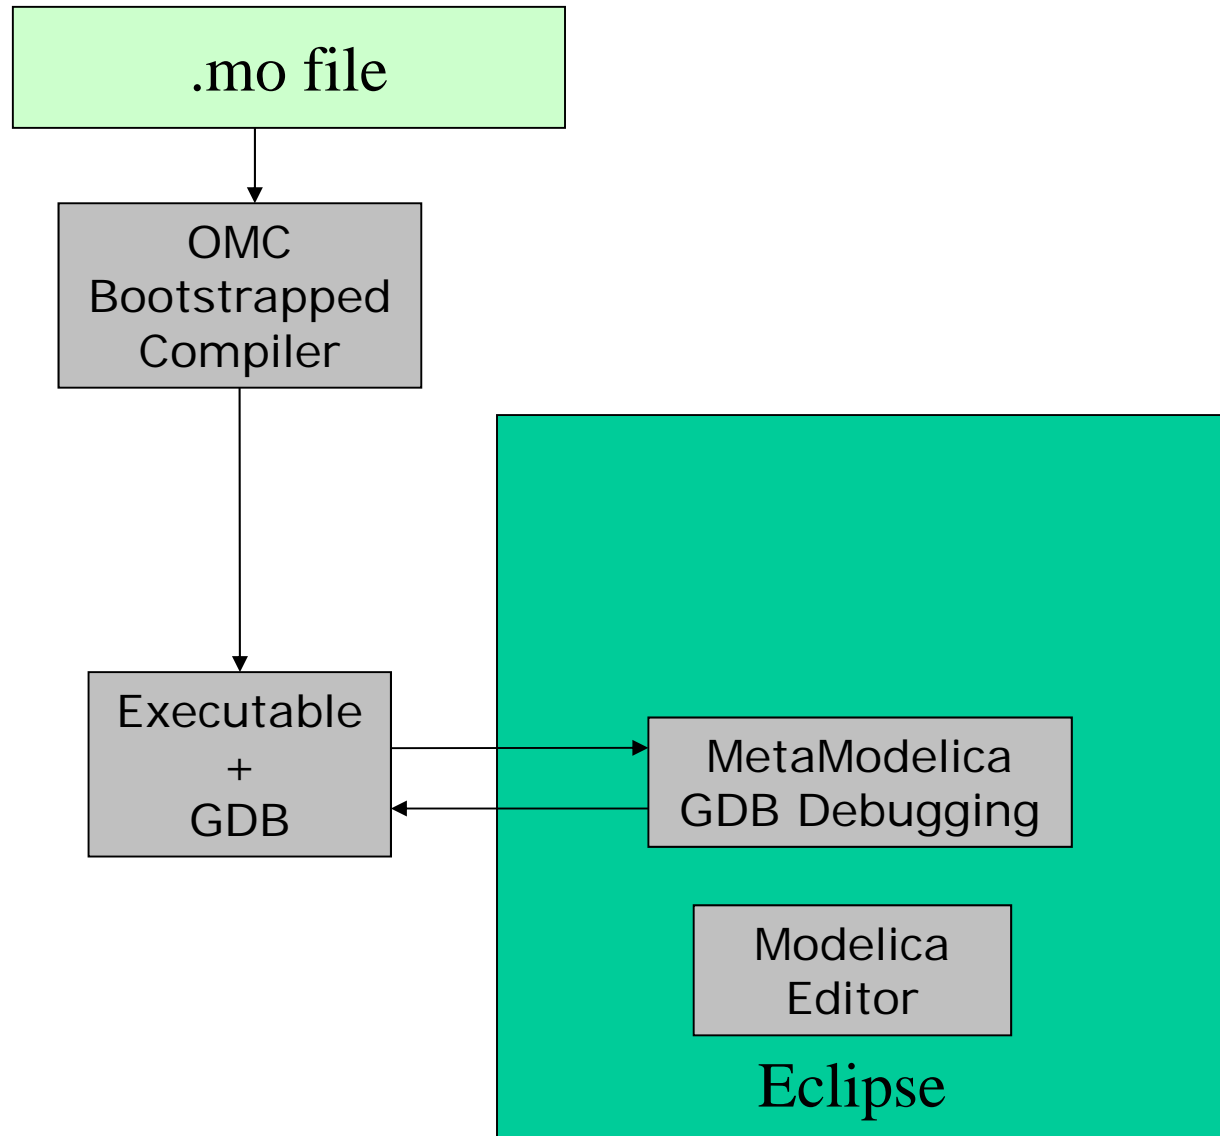 .mo file
OMC
Bootstrapped
Compiler
Executable
+
GDB
MetaModelica
GDB Debugging
Modelica
Editor
Eclipse